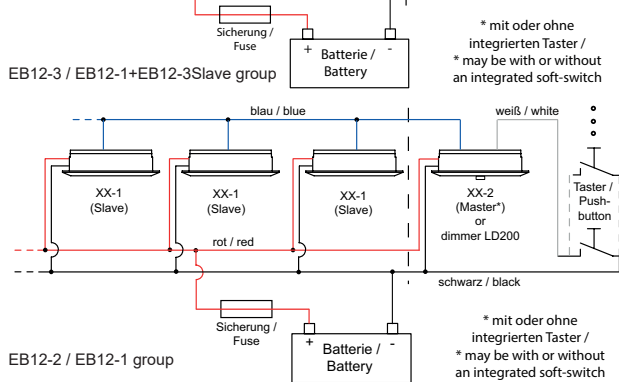 Sicherung /
Fuse
+ Batterie / -
Battery
* mit oder ohne
integrierten Taster /
* may be with or without
an integrated soft-switch
EB12-3 / EB12-1+EB12-3Slave group
blau / blue
weiß / white
XX-1
(Slave)
XX-1
(Slave)
XX-1
(Slave)
XX-2
(Master*)
or
dimmer LD200
Taster /
Push-
button
rot / red
schwarz / black
Sicherung /
Fuse
+ Batterie / -
Battery
* mit oder ohne
integrierten Taster /
* may be with or without
an integrated soft-switch
EB12-2 / EB12-1 group